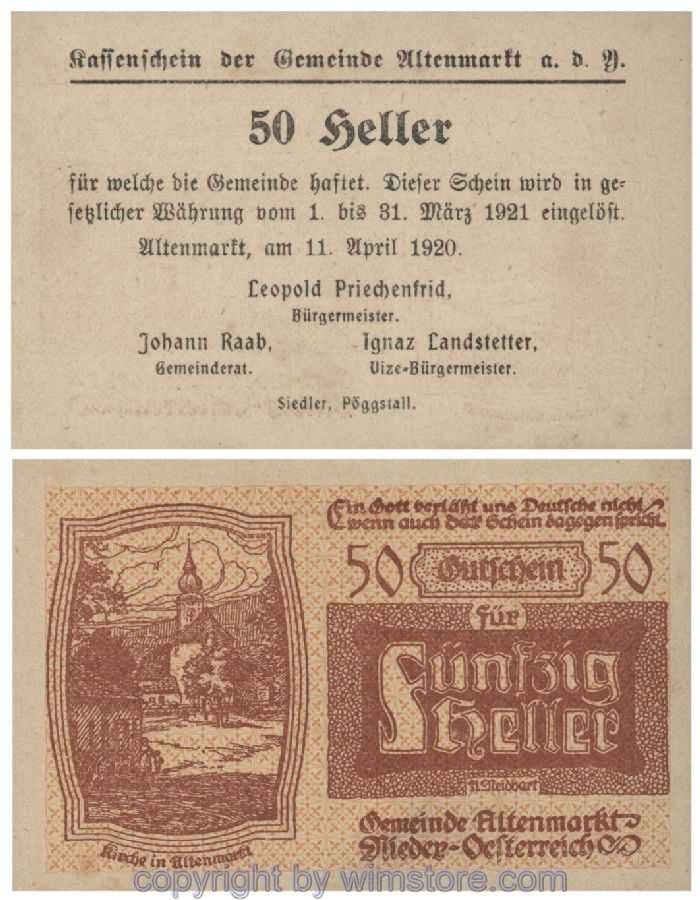 Kassenschein der Gemeinde Altenmarkt a. d. Y.
50 Heller
für welche die Gemeinde haftet. Dieser Schein wird in ge-
setzlicher Währung vom 1. bis 31. März 1921 eingelöst.
Altenmarkt, am 11. April 1920.
Leopold Priechenfrid,
Bürgermeister.
Johann Raab, Ignaz Landstetter,
Gemeinderat. Vize-Bürgermeister.
Siedler, Pöggstall.
Ein Gott verläßt uns Deutsche nicht
wenn auch der Schein dagegen spricht.
50 Gutschein 50
für
Fünfzig
Heller
Gemeinde Altenmarkt
Nieder-Oesterreich
Kirche in Altenmarkt
copyright by wimstore.com